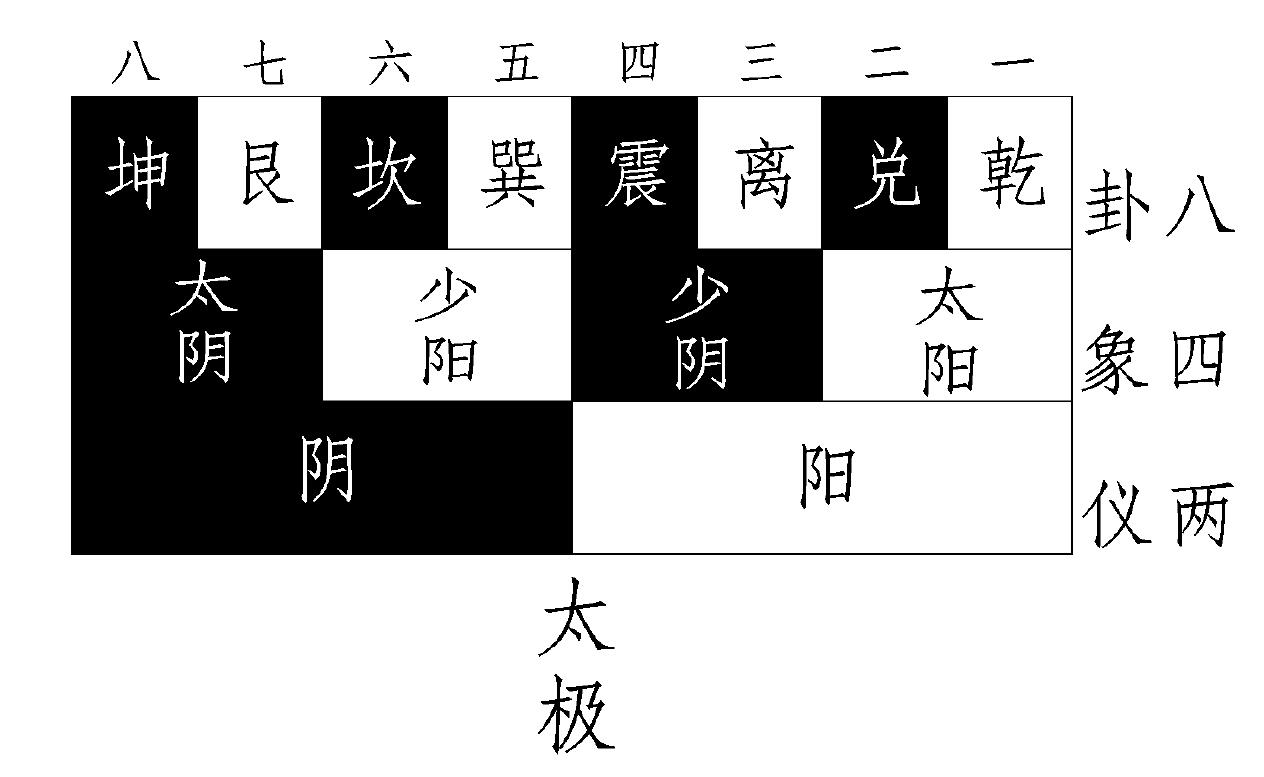 八 七 六 五 四 三 二 一
坤 艮 坎 巽 震 离 兑 乾
卦 八
太阴 少阳 少阴 太阳
象 四
阴 阳
仪 两
太极